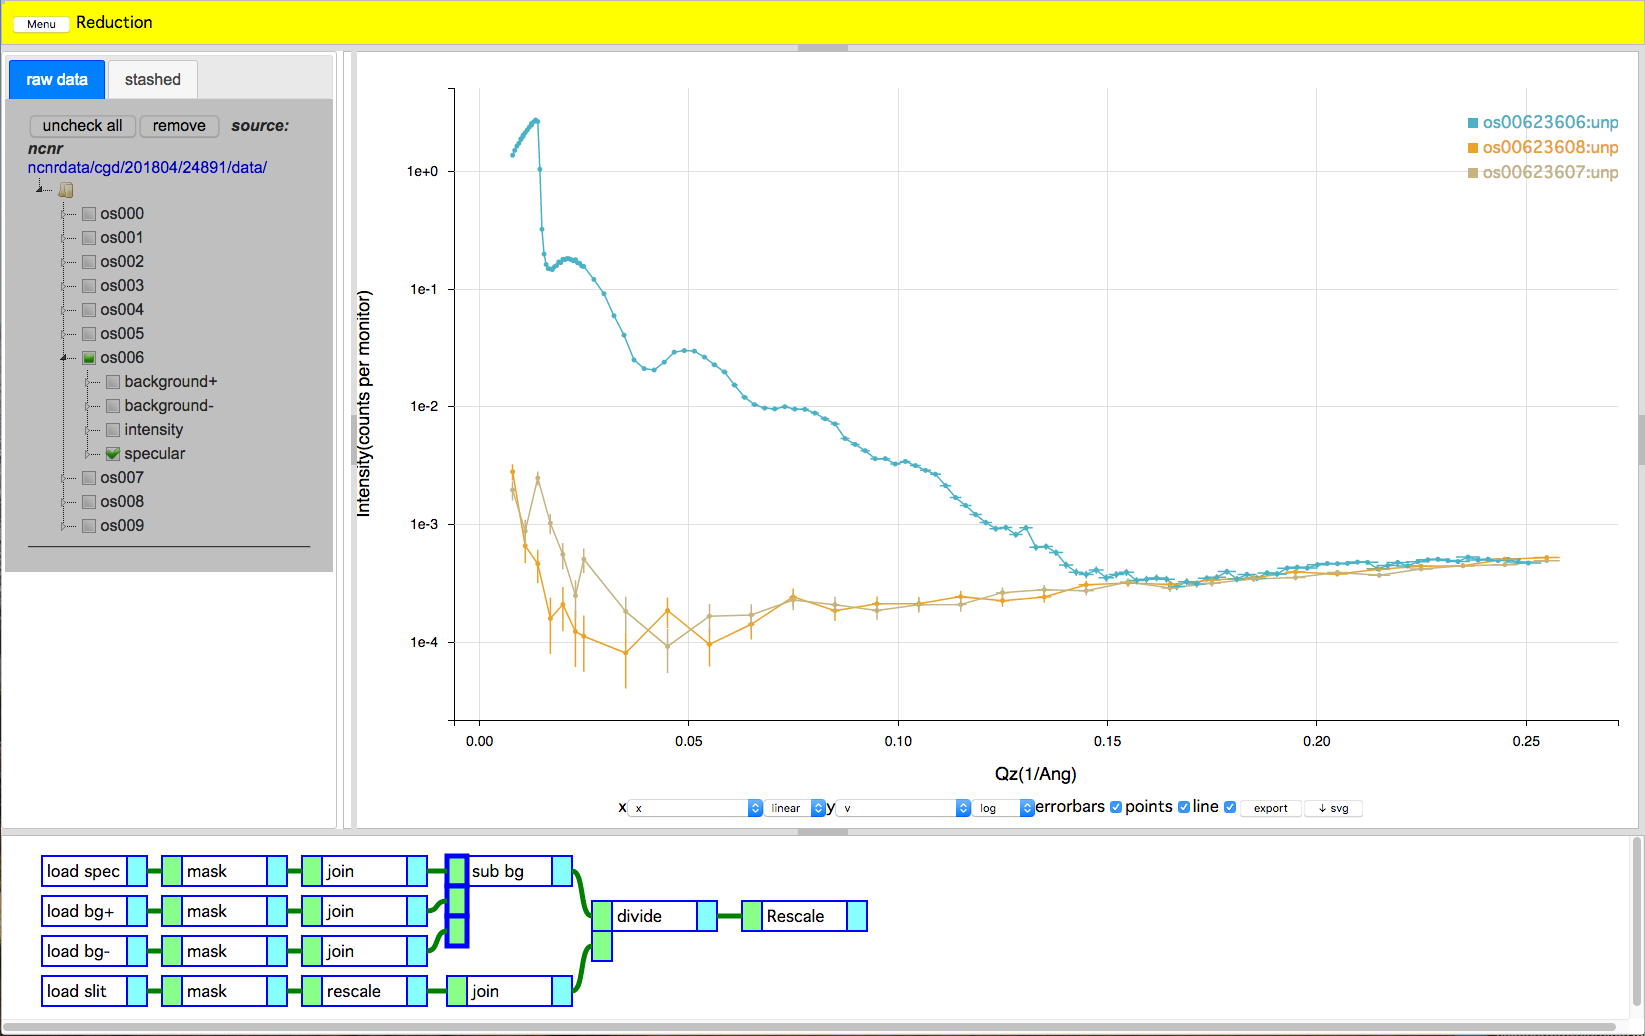 Menu Reduction
raw data stashed
uncheck all remove source:
ncnr
ncnrdata/cgd/201804/24891/data/
os000
os001
os002
os003
os004
os005
os006
background+
background-
intensity
specular
os007
os008
os009
os00623606:unp
os00623608:unp
os00623607:unp
Intensity(counts per monitor)
1e+0
1e-1
1e-2
1e-3
1e-4
0.00 0.05 0.10 0.15 0.20 0.25
Qz(1/Ang)
x x linear y v log errorbars points line export ↓ svg
load spec mask join sub bg
load bg+ mask join
divide Rescale
load bg- mask join
load slit mask rescale join